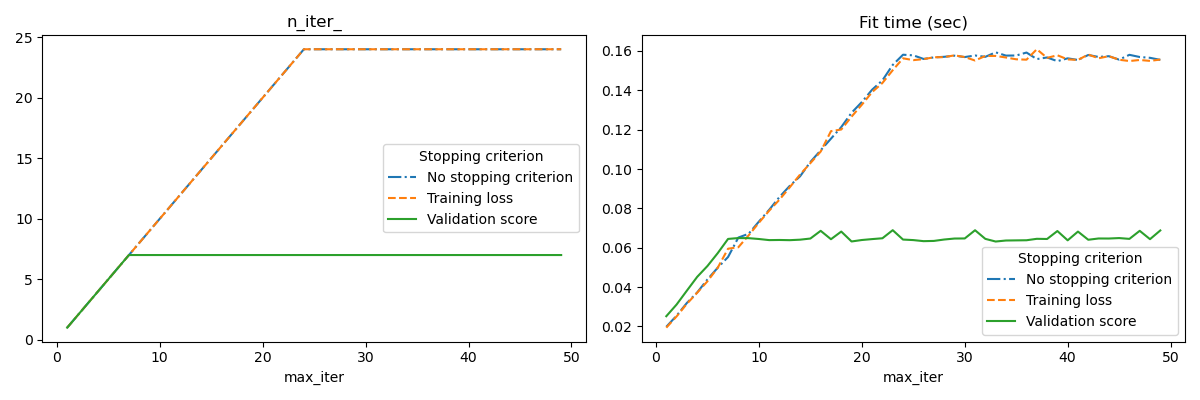 n_iter_
25
20
15
10
5
0
Stopping criterion
No stopping criterion
Training loss
Validation score
0 10 20 30 40 50
max_iter
Fit time (sec)
0.16
0.14
0.12
0.10
0.08
0.06
0.04
0.02
Stopping criterion
No stopping criterion
Training loss
Validation score
0 10 20 30 40 50
max_iter